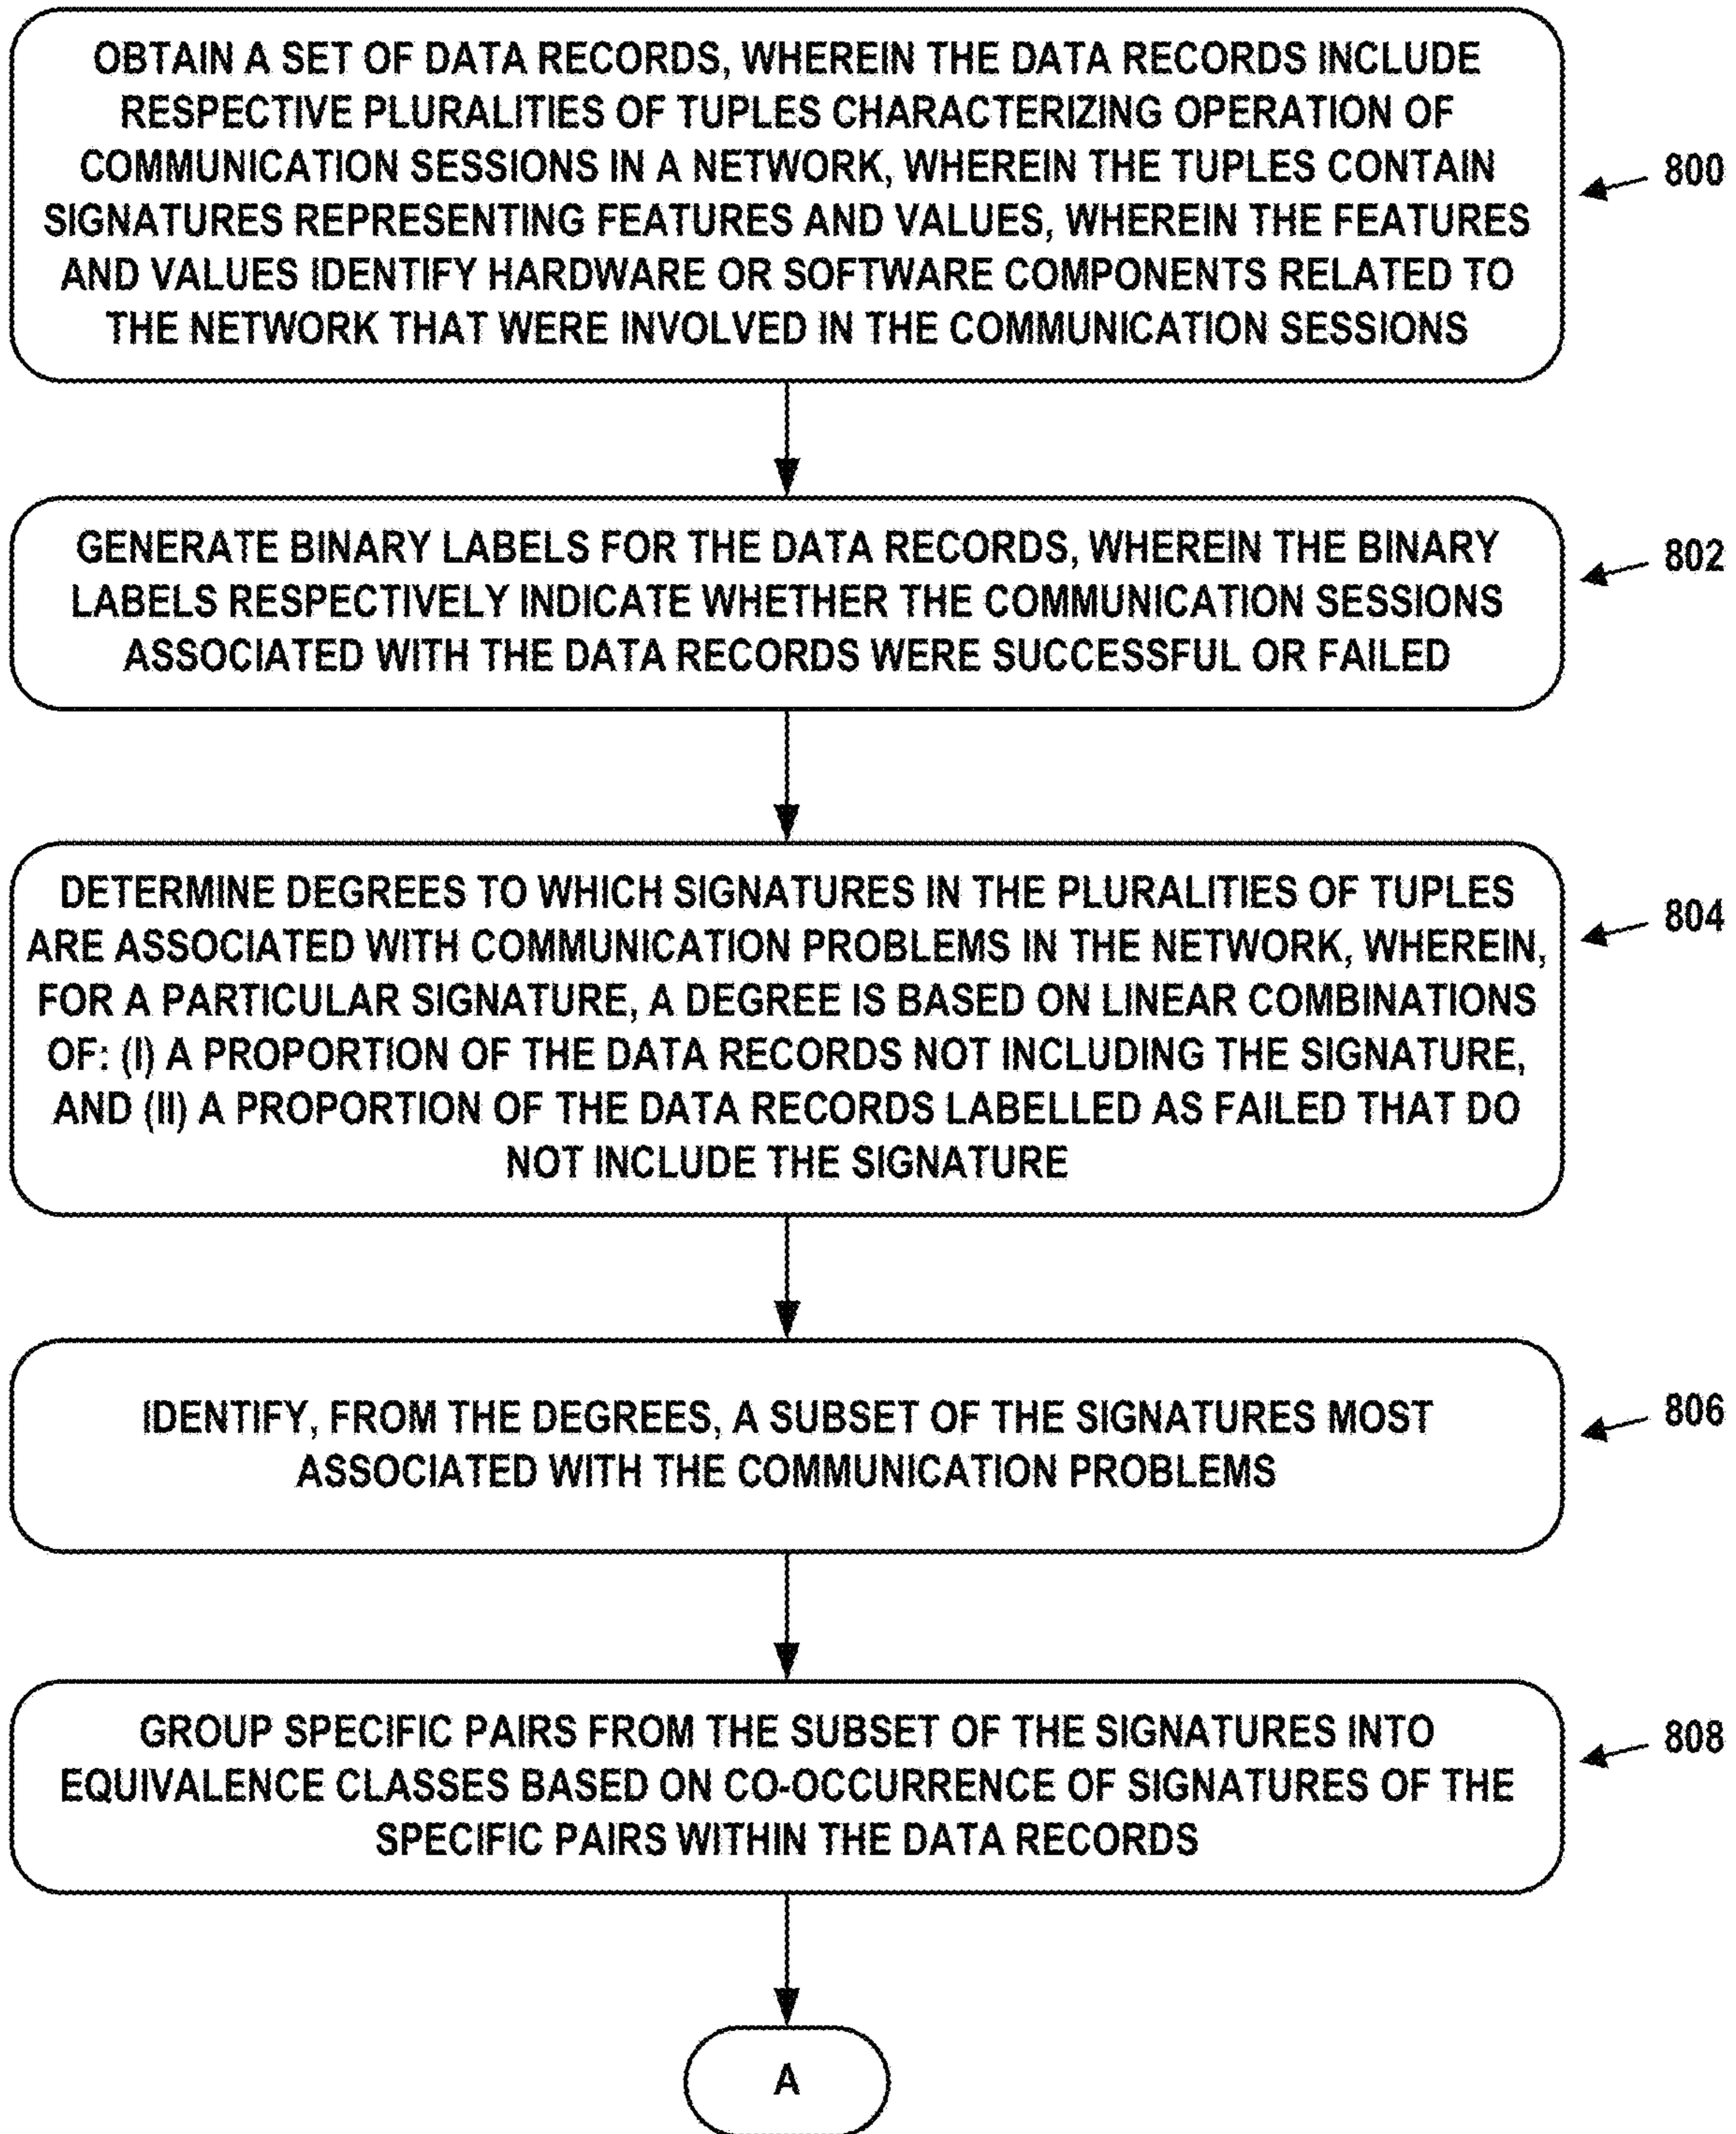 OBTAIN A SET OF DATA RECORDS, WHEREIN THE DATA RECORDS INCLUDE
RESPECTIVE PLURALITIES OF TUPLES CHARACTERIZING OPERATION OF
COMMUNICATION SESSIONS IN A NETWORK, WHEREIN THE TUPLES CONTAIN
SIGNATURES REPRESENTING FEATURES AND VALUES, WHEREIN THE FEATURES
AND VALUES IDENTIFY HARDWARE OR SOFTWARE COMPONENTS RELATED TO
THE NETWORK THAT WERE INVOLVED IN THE COMMUNICATION SESSIONS
800
GENERATE BINARY LABELS FOR THE DATA RECORDS, WHEREIN THE BINARY
LABELS RESPECTIVELY INDICATE WHETHER THE COMMUNICATION SESSIONS
ASSOCIATED WITH THE DATA RECORDS WERE SUCCESSFUL OR FAILED
802
DETERMINE DEGREES TO WHICH SIGNATURES IN THE PLURALITIES OF TUPLES
ARE ASSOCIATED WITH COMMUNICATION PROBLEMS IN THE NETWORK, WHEREIN,
FOR A PARTICULAR SIGNATURE, A DEGREE IS BASED ON LINEAR COMBINATIONS
OF: (I) A PROPORTION OF THE DATA RECORDS NOT INCLUDING THE SIGNATURE,
AND (II) A PROPORTION OF THE DATA RECORDS LABELLED AS FAILED THAT DO
NOT INCLUDE THE SIGNATURE
804
IDENTIFY, FROM THE DEGREES, A SUBSET OF THE SIGNATURES MOST
ASSOCIATED WITH THE COMMUNICATION PROBLEMS
806
GROUP SPECIFIC PAIRS FROM THE SUBSET OF THE SIGNATURES INTO
EQUIVALENCE CLASSES BASED ON CO-OCCURRENCE OF SIGNATURES OF THE
SPECIFIC PAIRS WITHIN THE DATA RECORDS
808
A